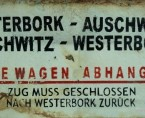 TERBORK - AUSCHW
CHWITZ - WESTERBO
E WAGEN ABHANG
ZUG MUSS GESCHLOSSEN
NACH WESTERBORK ZURÜCK